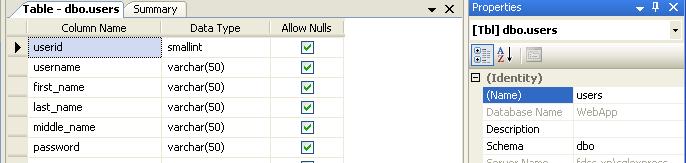 Table - dbo.users
Summary
Column Name Data Type Allow Nulls
userid smallint
username varchar(50)
first_name varchar(50)
last_name varchar(50)
middle_name varchar(50)
password varchar(50)
Properties
[Tbl] dbo.users
(Identity)
(Name) users
Database Name WebApp
Description
Schema dbo
Server Name